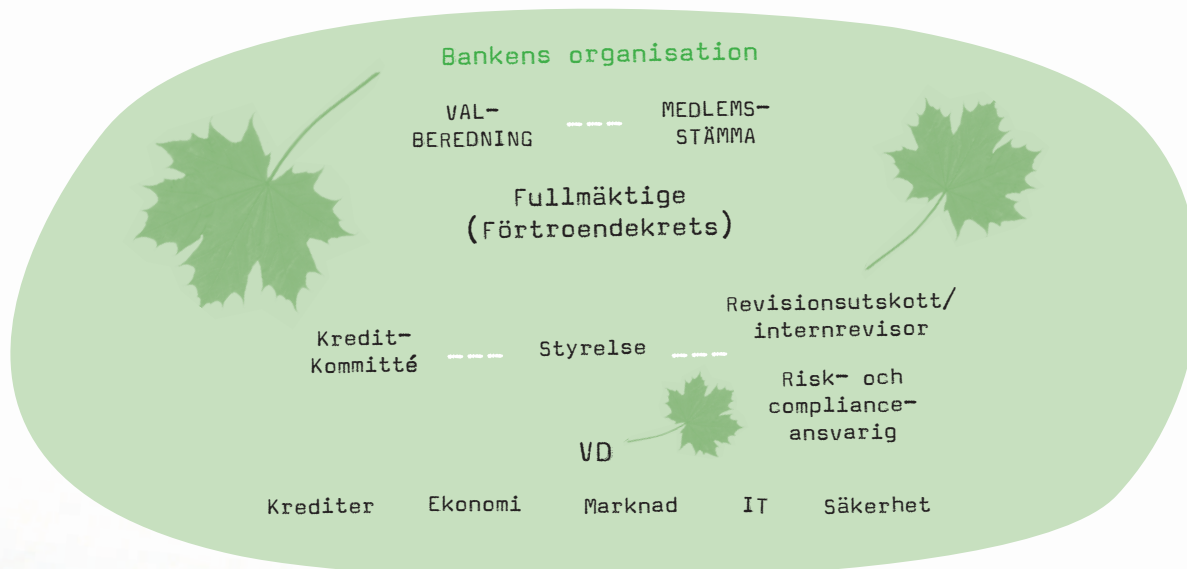 Bankens organisation
VAL-
BEREDNING
MEDLEMS-
STÄMMA
Fullmäktige
(Förtroendekrets)
Kredit-
Kommitté
Styrelse
Revisionsutskott/
internrevisor
Risk- och
compliance-
ansvarig
VD
Krediter Ekonomi Marknad IT Säkerhet